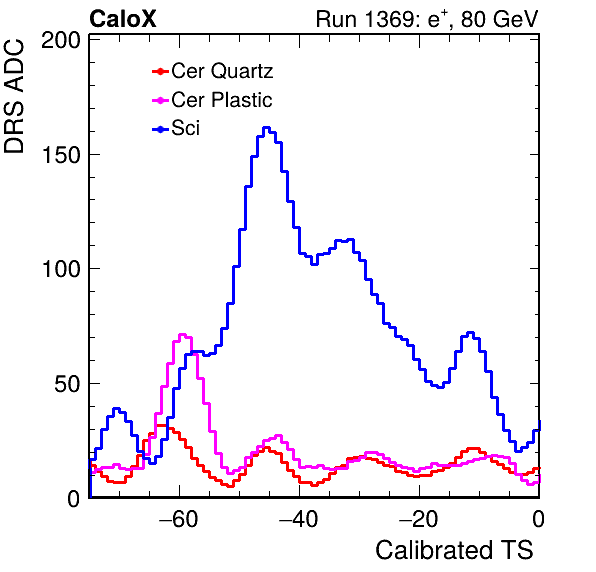 CaloX Run 1369: e⁺, 80 GeV
DRS ADC
200
150
100
50
0
Cer Quartz
Cer Plastic
Sci
−60 −40 −20 0
Calibrated TS